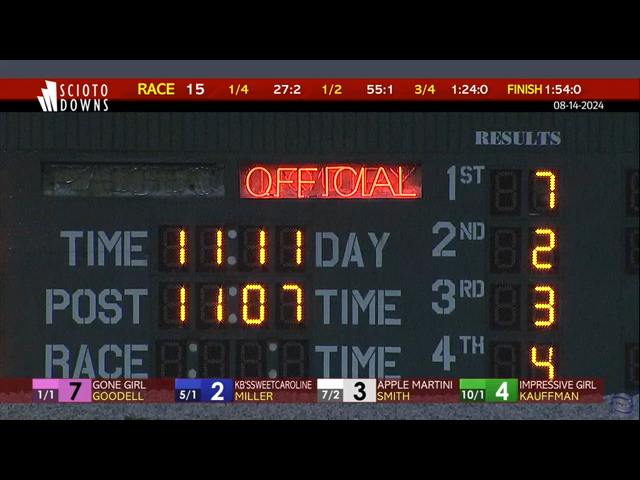 SCIOTO DOWNS
RACE 15 1/4 27:2 1/2 55:1 3/4 1:24:0 FINISH 1:54:0
08-14-2024
RESULTS
OFFICIAL 1ST 7
TIME 11:11 DAY 2ND 2
POST 11:07 TIME 3RD 3
RACE TIME 4TH 4
1/1 7 GONE GIRL GOODELL
5/1 2 KB'SSWEETCAROLINE MILLER
7/2 3 APPLE MARTINI SMITH
10/1 4 IMPRESSIVE GIRL KAUFFMAN